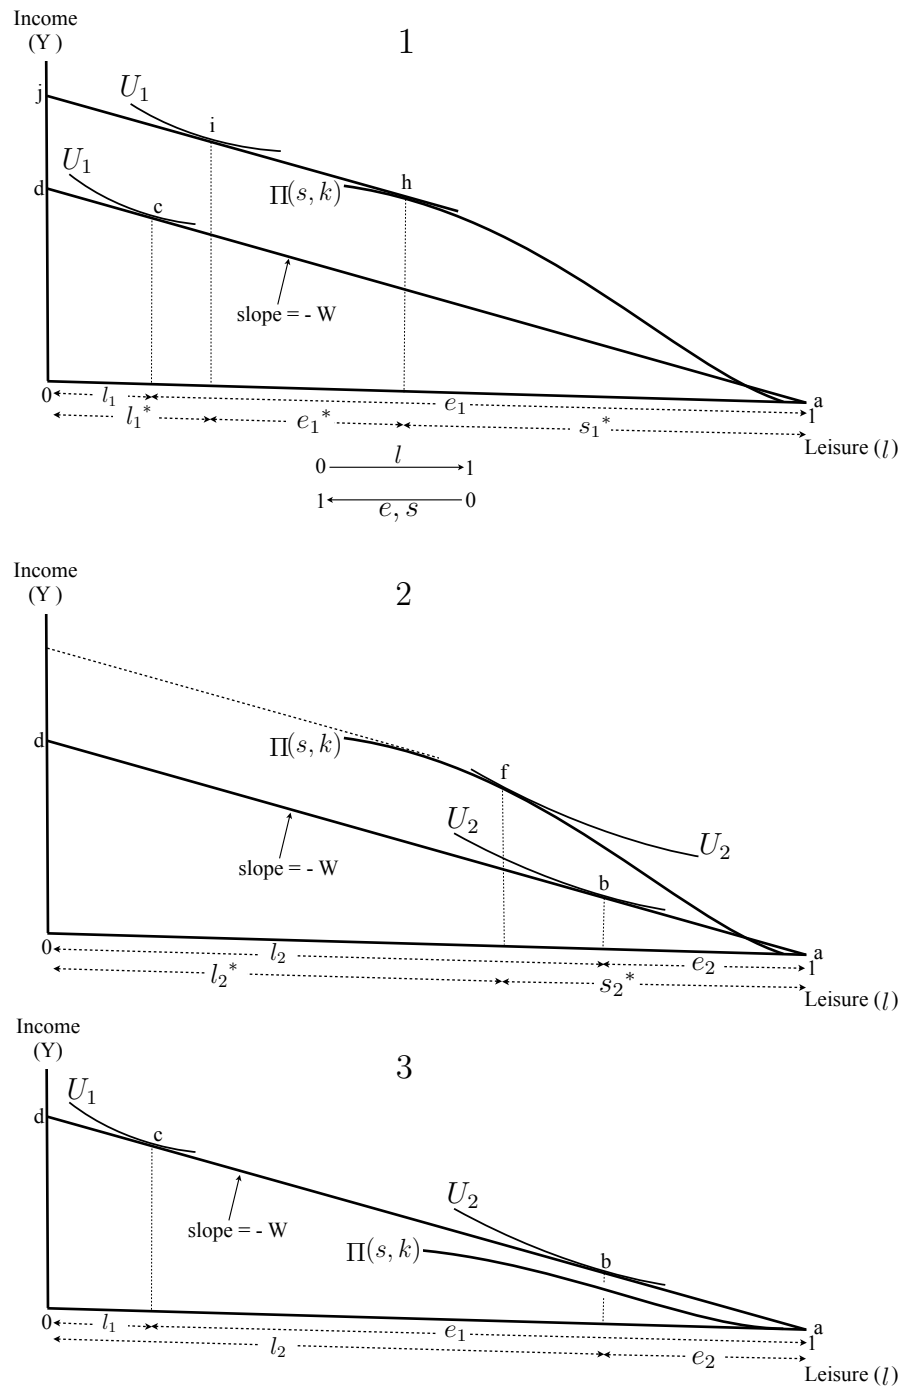 Income
(Y )
1
j
U₁
i
U₁
d
c
Π(s, k)
h
slope = - W
0
l₁
e₁
a
1
l₁*
e₁*
s₁*
Leisure (l)
0
l
1
1
e, s
0
Income
(Y )
2
d
Π(s, k)
f
U₂
U₂
slope = - W
b
0
l₂
e₂
a
1
l₂*
s₂*
Leisure (l)
Income
(Y)
3
U₁
d
c
U₂
slope = - W
Π(s, k)
b
0
l₁
e₁
a
1
l₂
e₂
Leisure (l)